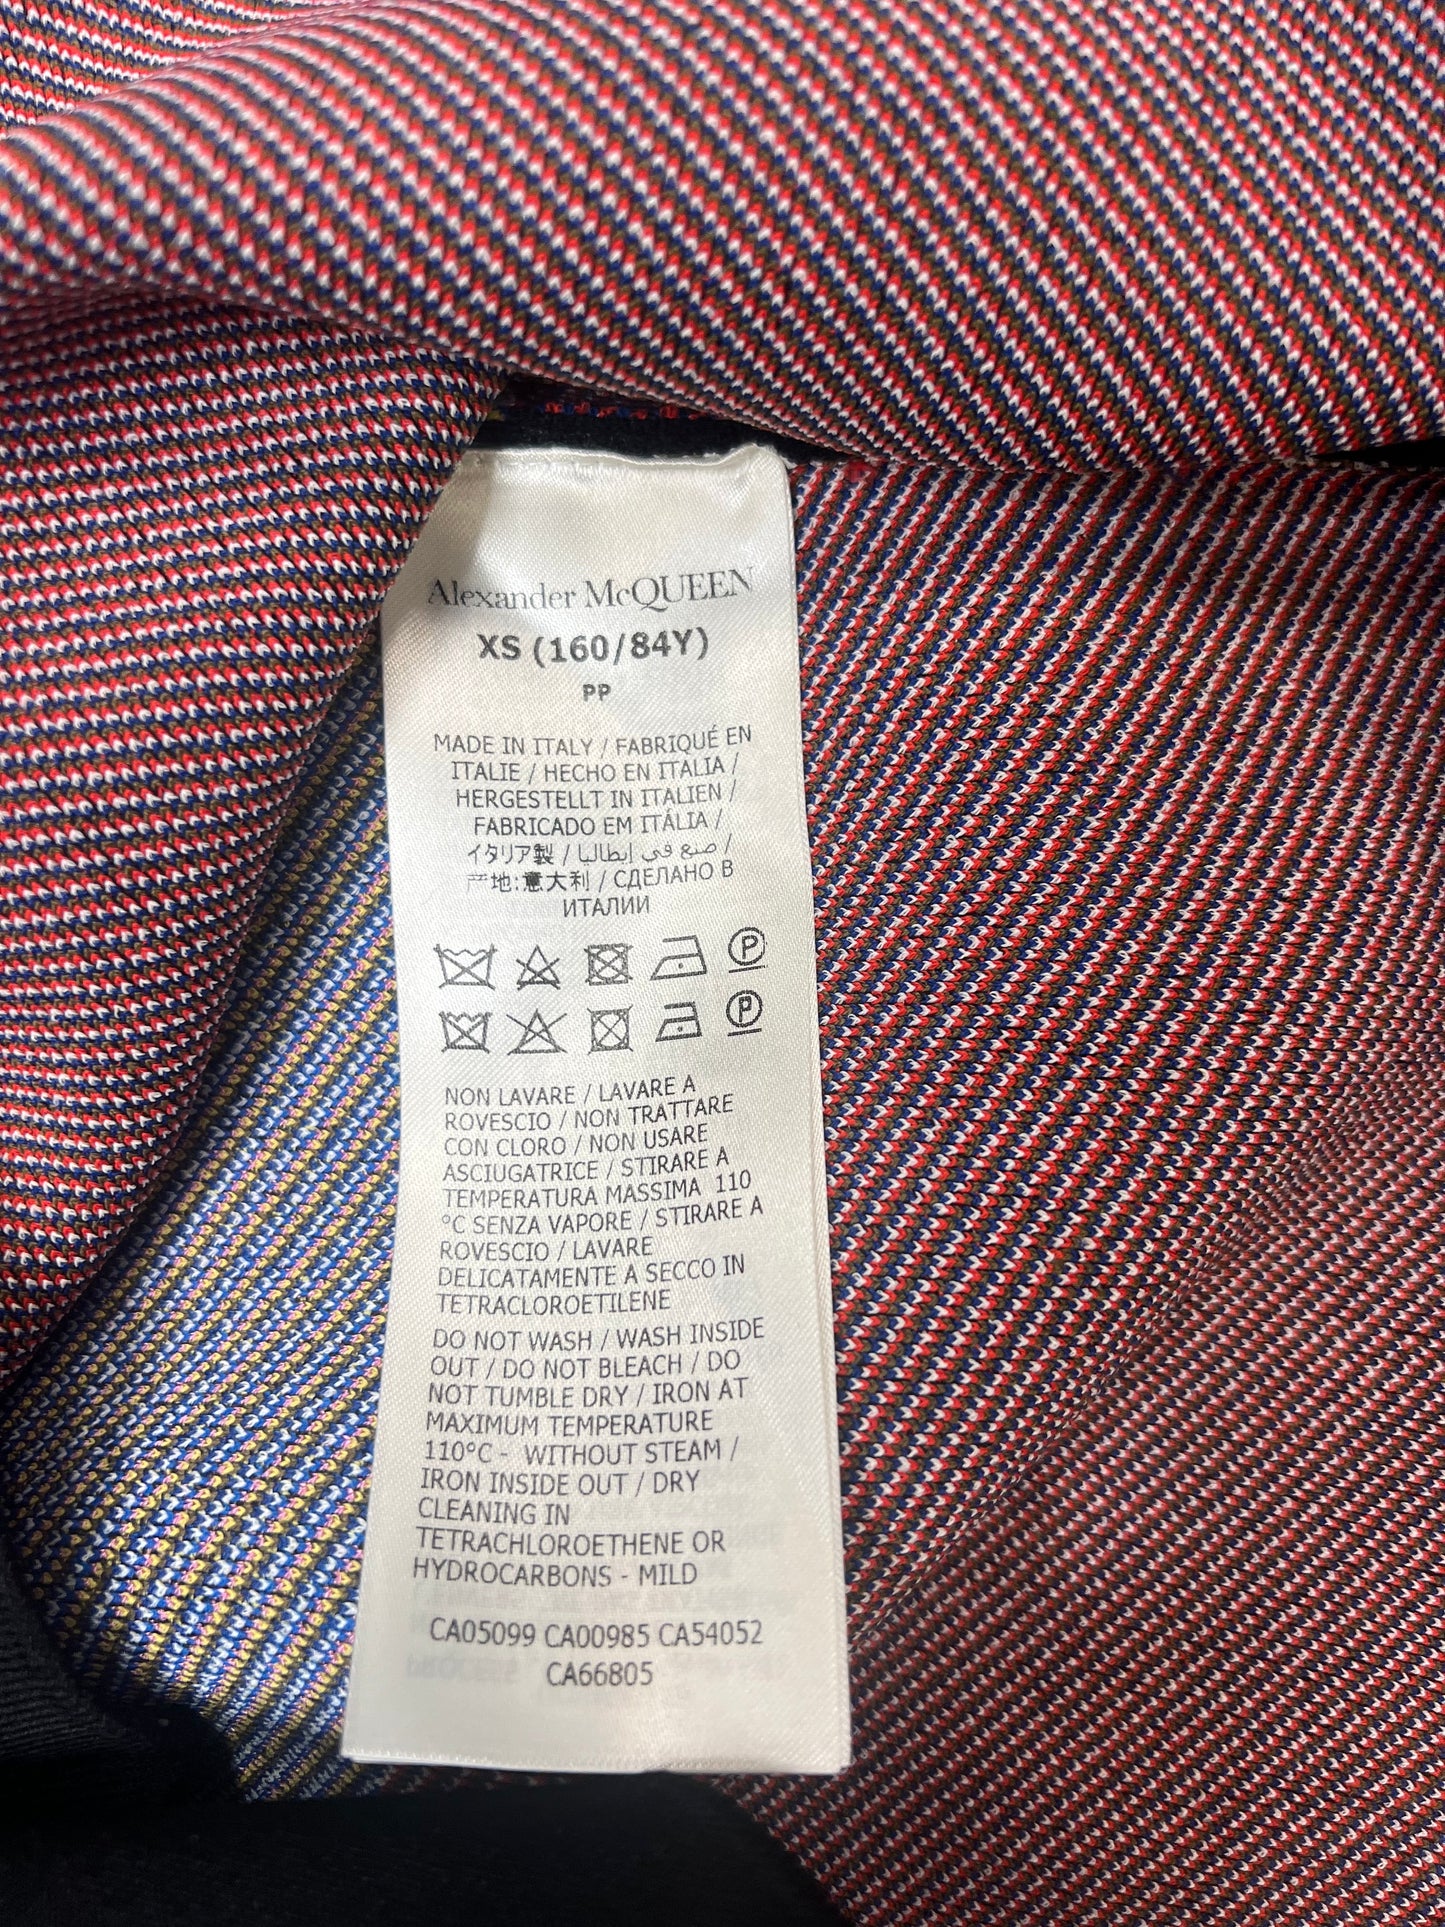 Alexander McQUEEN
XS (160/84Y)
PP
MADE IN ITALY / FABRIQUÉ EN
ITALIE / HECHO EN ITALIA /
HERGESTELLT IN ITALIEN /
FABRICADO EM ITÁLIA /
イタリア製 / صنع في إيطاليا /
产地:意大利 / СДЕЛАНО В
ИТАЛИИ
P
P
NON LAVARE / LAVARE A
ROVESCIO / NON TRATTARE
CON CLORO / NON USARE
ASCIUGATRICE / STIRARE A
TEMPERATURA MASSIMA 110
°C SENZA VAPORE / STIRARE A
ROVESCIO / LAVARE
DELICATAMENTE A SECCO IN
TETRACLOROETILENE
DO NOT WASH / WASH INSIDE
OUT / DO NOT BLEACH / DO
NOT TUMBLE DRY / IRON AT
MAXIMUM TEMPERATURE
110°C - WITHOUT STEAM /
IRON INSIDE OUT / DRY
CLEANING IN
TETRACHLOROETHENE OR
HYDROCARBONS - MILD
CA05099 CA00985 CA54052
CA66805